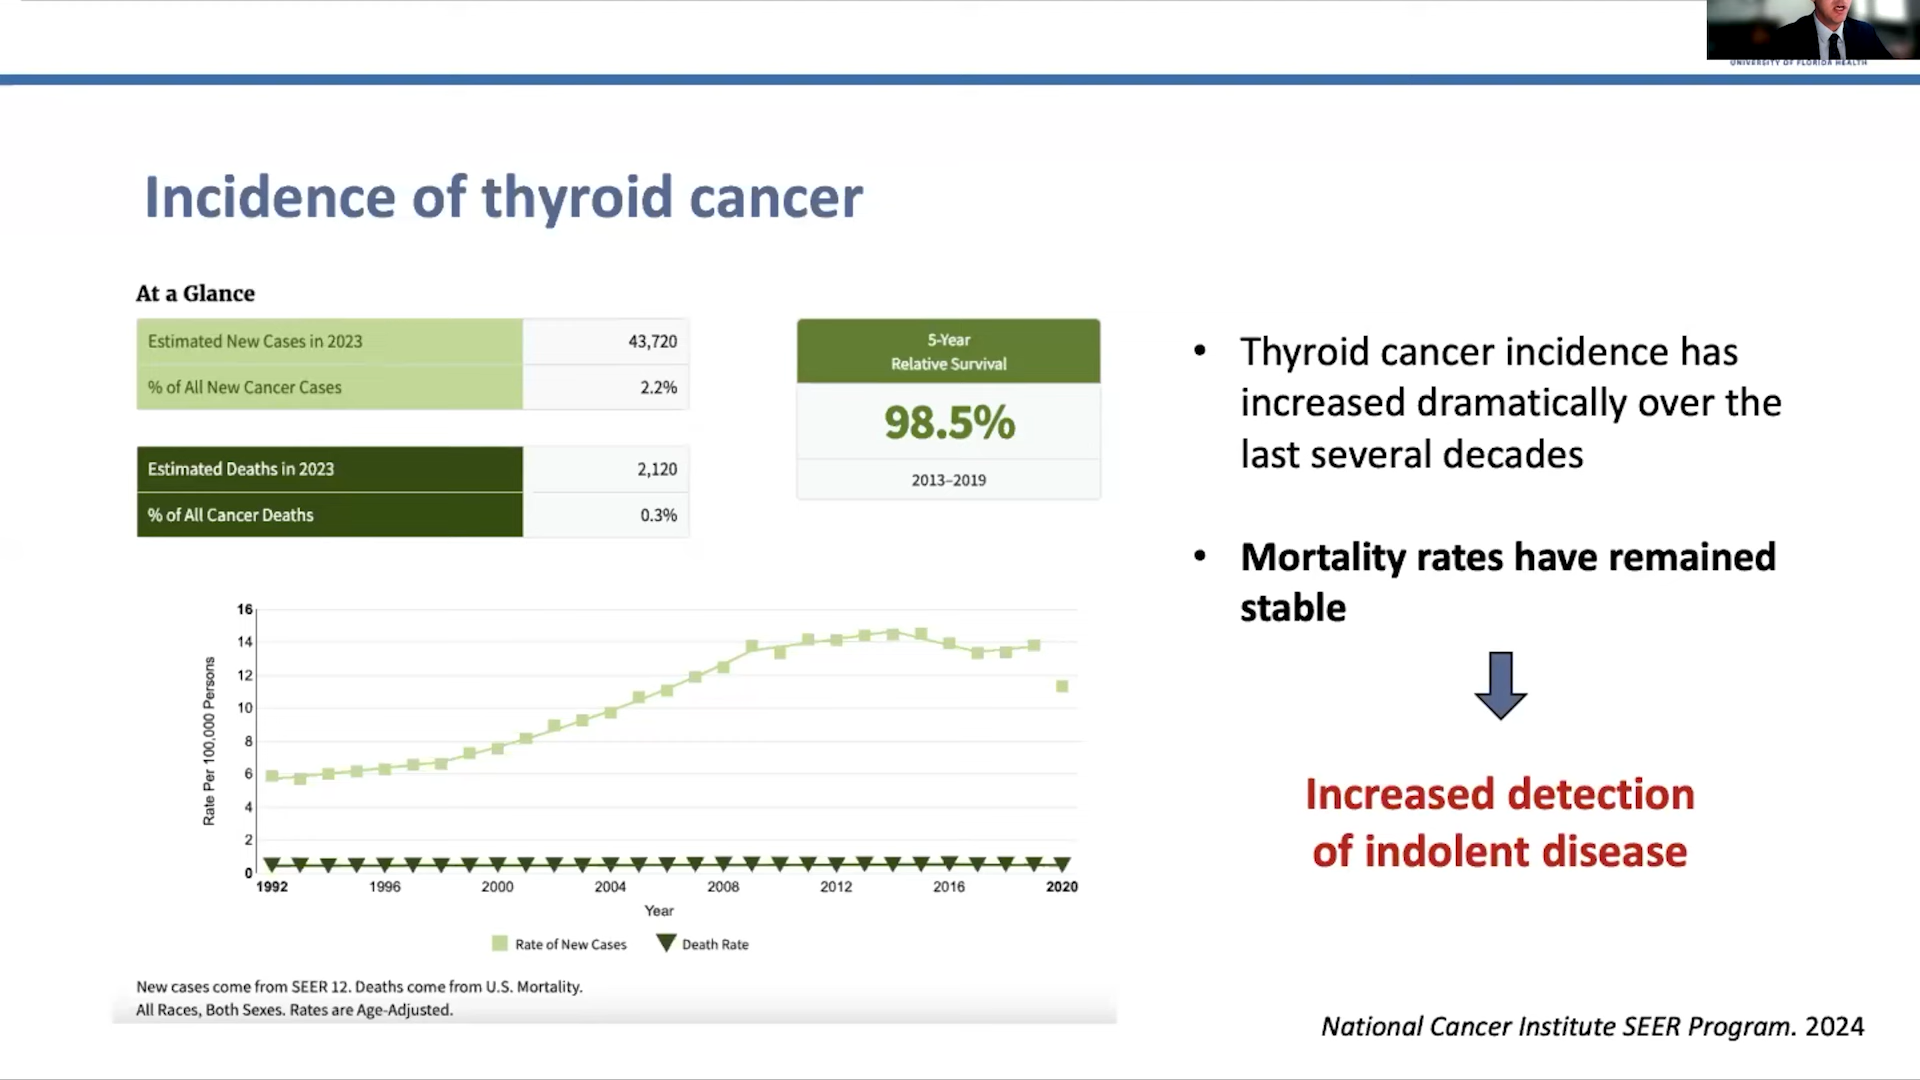 UNIVERSITY OF FLORIDA HEALTH
Incidence of thyroid cancer
At a Glance
Estimated New Cases in 2023 43,720
% of All New Cancer Cases 2.2%
Estimated Deaths in 2023 2,120
% of All Cancer Deaths 0.3%
5-Year
Relative Survival
98.5%
2013–2019
16
14
12
10
8
6
4
2
0
Rate Per 100,000 Persons
1992 1996 2000 2004 2008 2012 2016 2020
Year
Rate of New Cases Death Rate
New cases come from SEER 12. Deaths come from U.S. Mortality.
All Races, Both Sexes. Rates are Age-Adjusted.
• Thyroid cancer incidence has
increased dramatically over the
last several decades
• Mortality rates have remained
stable
Increased detection
of indolent disease
National Cancer Institute SEER Program. 2024